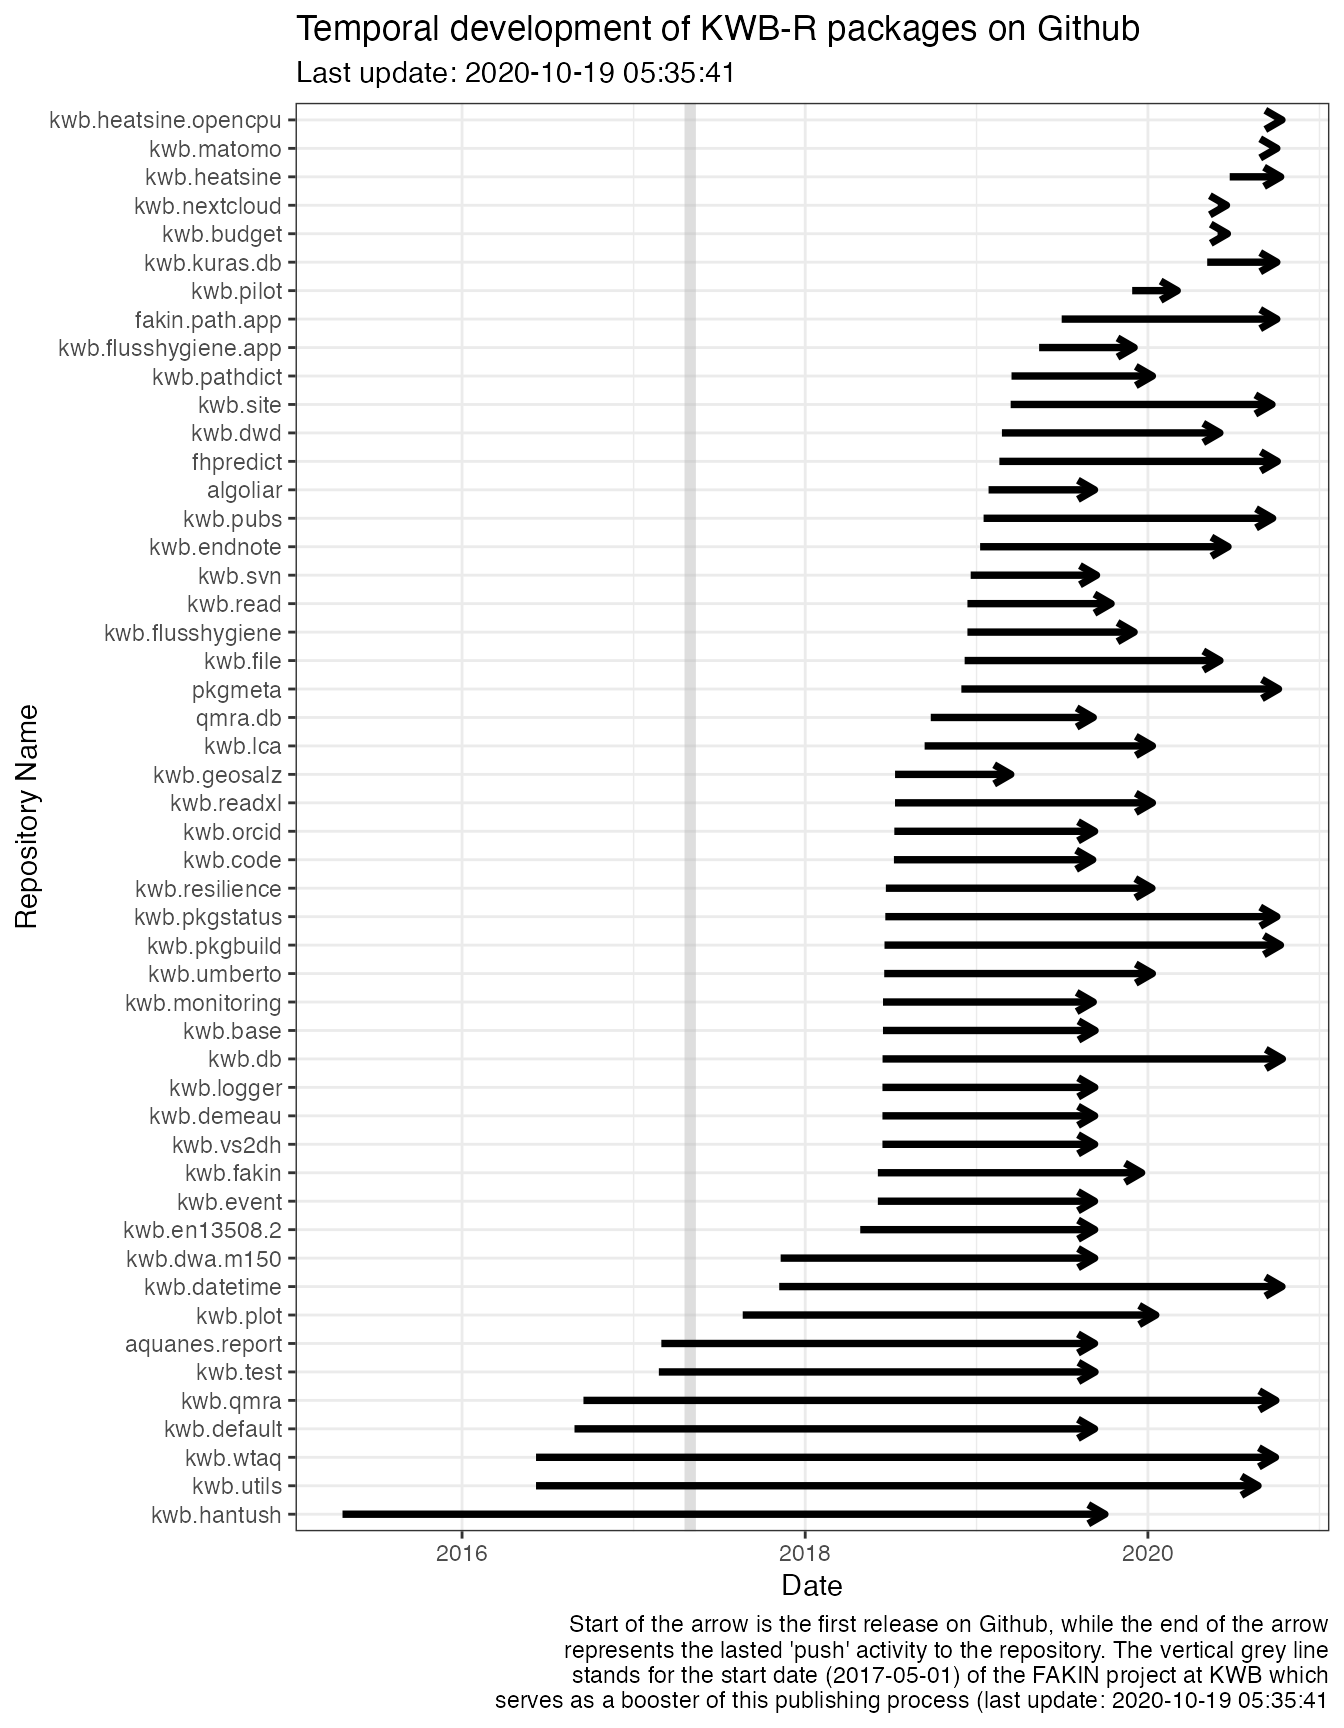 Temporal development of KWB-R packages on Github
Last update: 2020-10-19 05:35:41
Repository Name
kwb.heatsine.opencpu
kwb.matomo
kwb.heatsine
kwb.nextcloud
kwb.budget
kwb.kuras.db
kwb.pilot
fakin.path.app
kwb.flusshygiene.app
kwb.pathdict
kwb.site
kwb.dwd
fhpredict
algoliar
kwb.pubs
kwb.endnote
kwb.svn
kwb.read
kwb.flusshygiene
kwb.file
pkgmeta
qmra.db
kwb.lca
kwb.geosalz
kwb.readxl
kwb.orcid
kwb.code
kwb.resilience
kwb.pkgstatus
kwb.pkgbuild
kwb.umberto
kwb.monitoring
kwb.base
kwb.db
kwb.logger
kwb.demeau
kwb.vs2dh
kwb.fakin
kwb.event
kwb.en13508.2
kwb.dwa.m150
kwb.datetime
kwb.plot
aquanes.report
kwb.test
kwb.qmra
kwb.default
kwb.wtaq
kwb.utils
kwb.hantush
2016 2018 2020
Date
Start of the arrow is the first release on Github, while the end of the arrow
represents the lasted 'push' activity to the repository. The vertical grey line
stands for the start date (2017-05-01) of the FAKIN project at KWB which
serves as a booster of this publishing process (last update: 2020-10-19 05:35:41